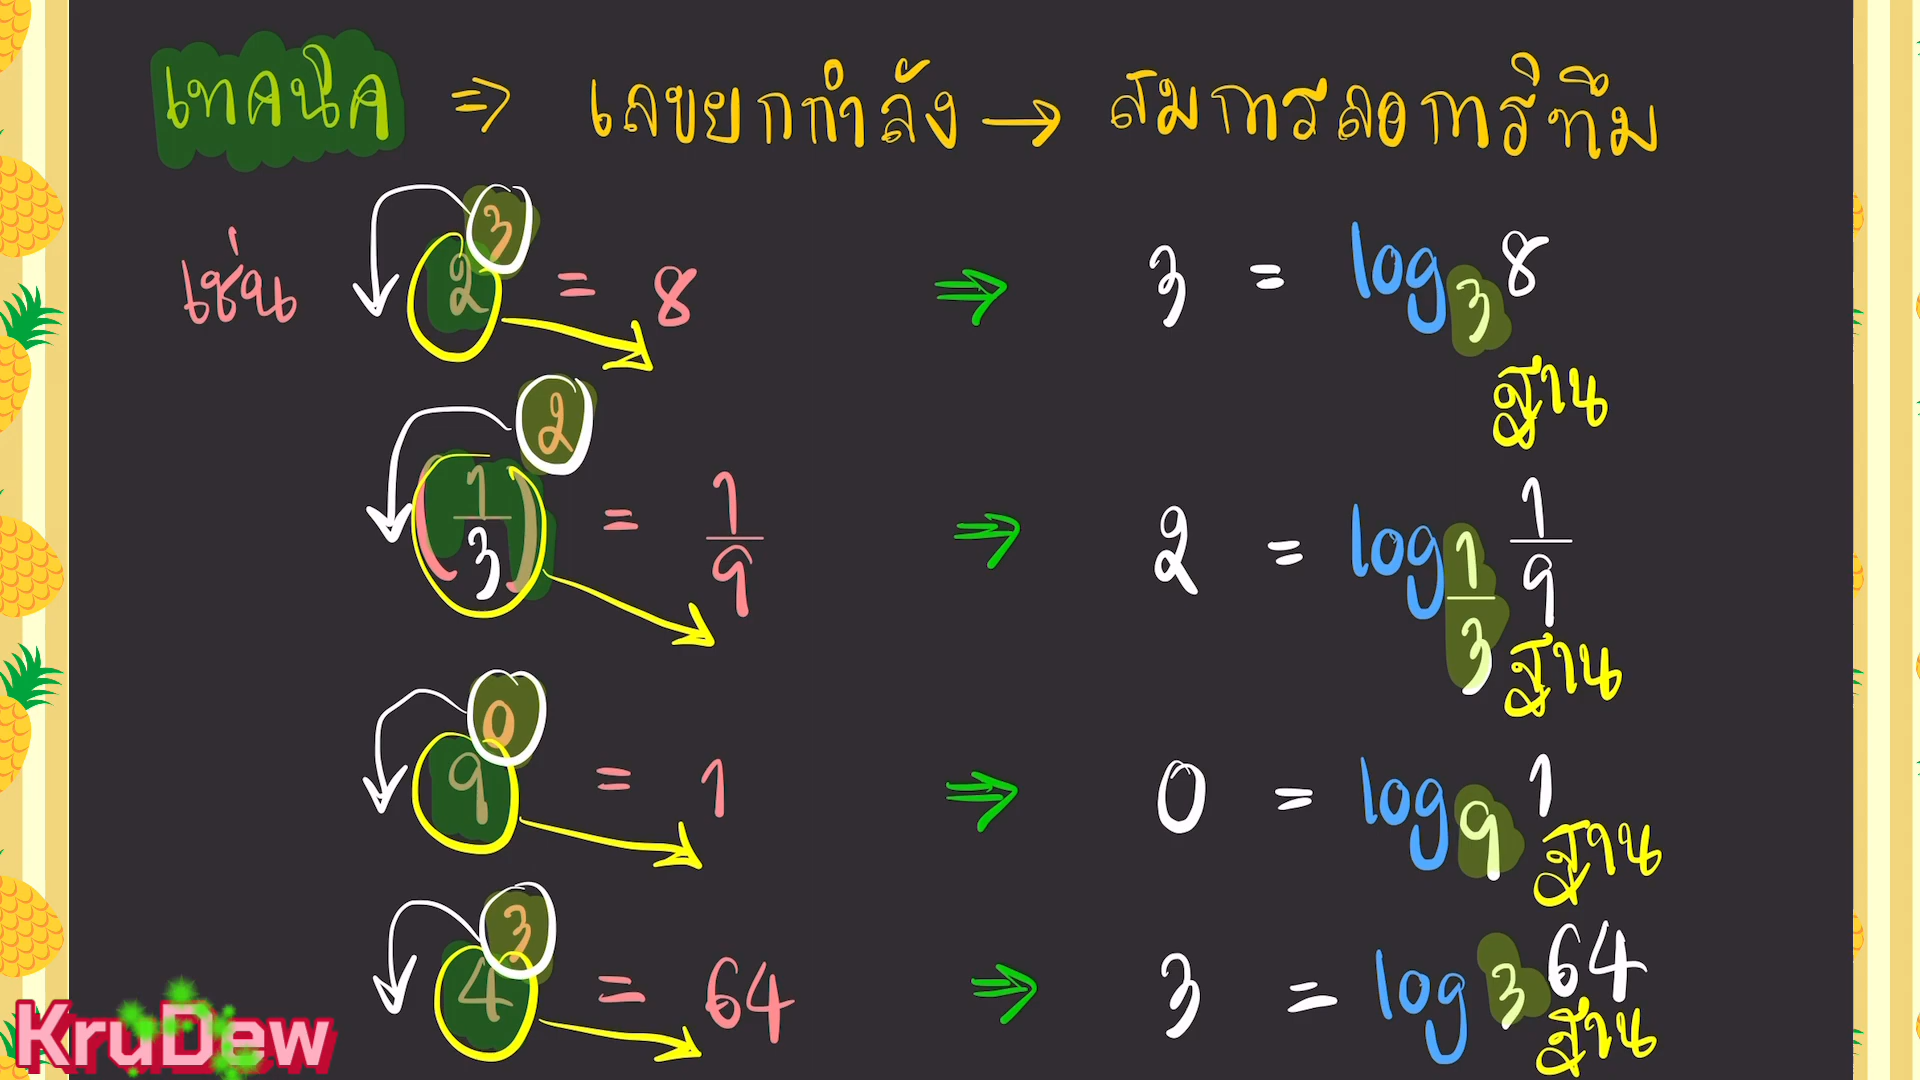 เทคนิค ⇒ เลขยกกำลัง → สมการลอการิทึม
เช่น 2³ = 8 ⇒ 3 = log₃ 8
ฐาน
(1/3)² = 1/9 ⇒ 2 = log_{1/3} 1/9
ฐาน
9⁰ = 1 ⇒ 0 = log₉ 1
ฐาน
4³ = 64 ⇒ 3 = log₃ 64
ฐาน
KruDew